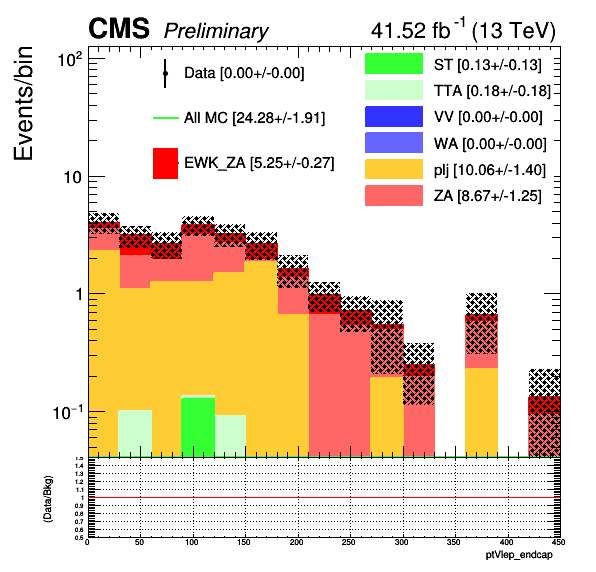 CMS Preliminary 41.52 fb⁻¹ (13 TeV)
Events/bin
10²
10
1
10⁻¹
Data [0.00+/-0.00]
All MC [24.28+/-1.91]
EWK_ZA [5.25+/-0.27]
ST [0.13+/-0.13]
TTA [0.18+/-0.18]
VV [0.00+/-0.00]
WA [0.00+/-0.00]
plj [10.06+/-1.40]
ZA [8.67+/-1.25]
(Data/Bkg)
1.5
1.4
1.3
1.2
1.1
1
0.9
0.8
0.7
0.6
0.5
0 50 100 150 200 250 300 350 400 450
ptVlep_endcap